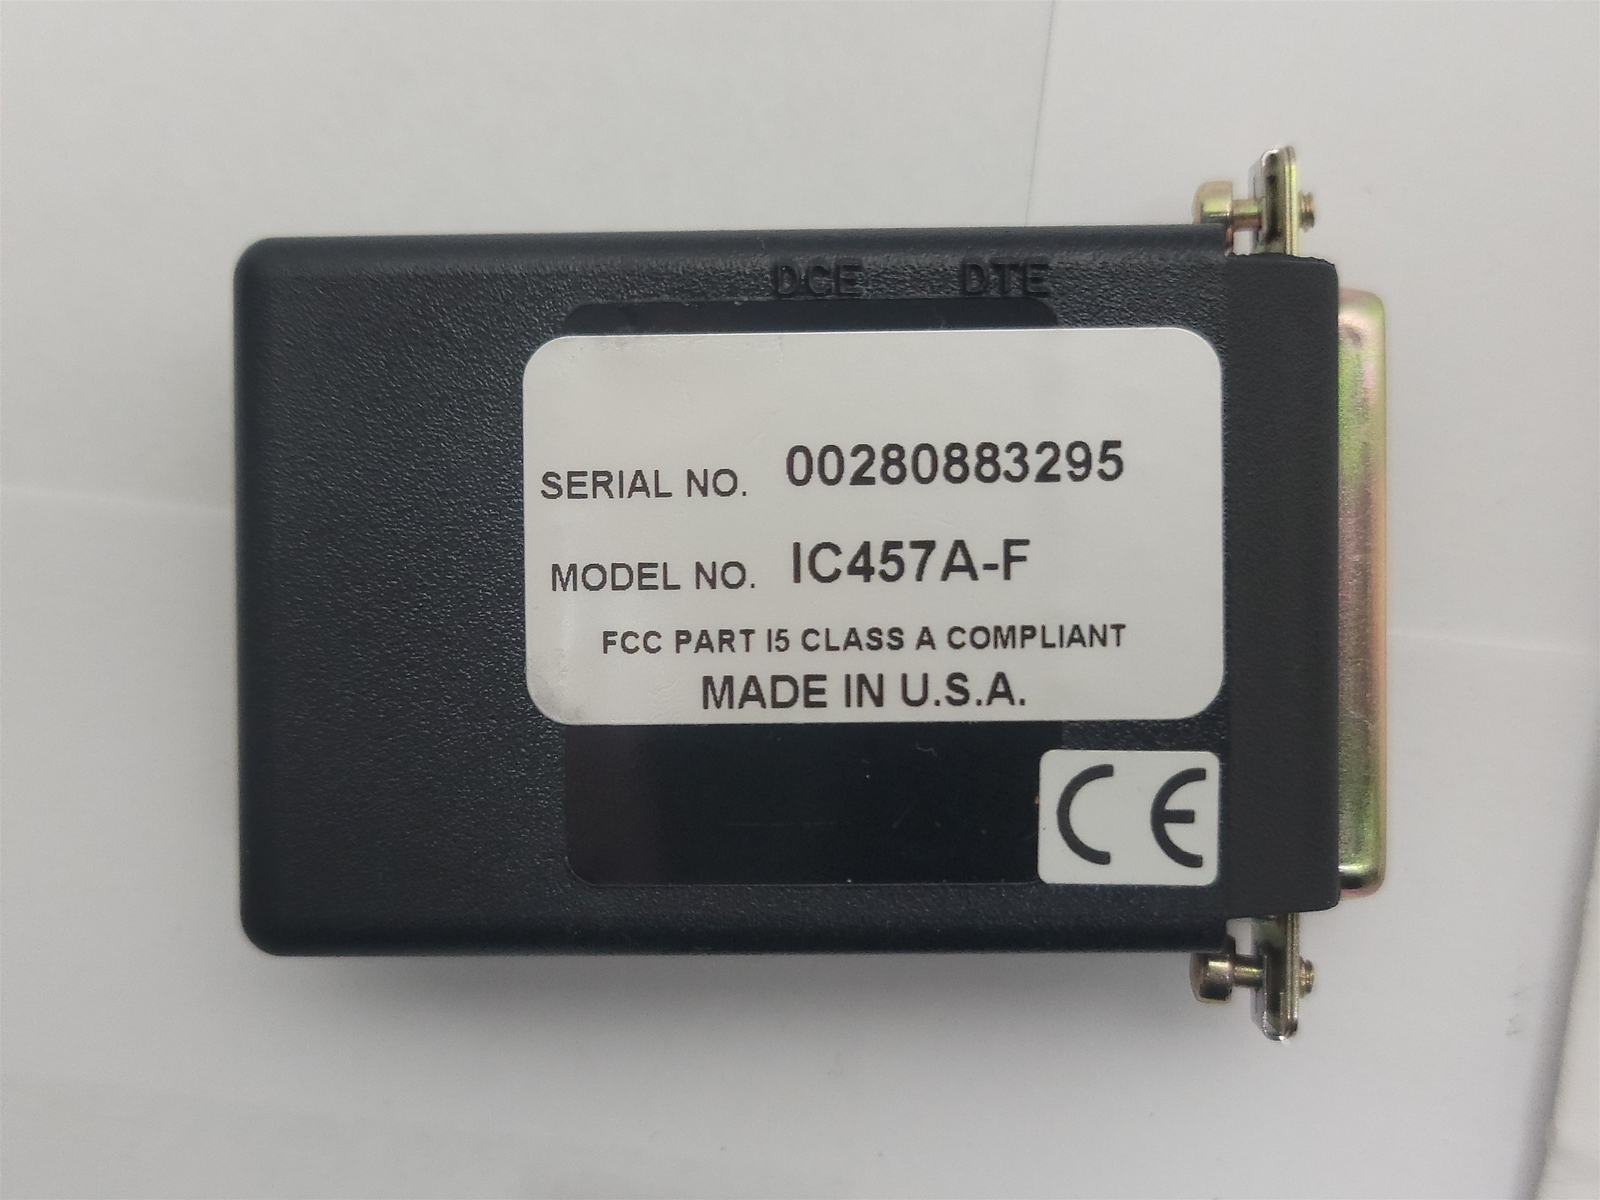 DCE DTE
SERIAL NO. 00280883295
MODEL NO. IC457A-F
FCC PART I5 CLASS A COMPLIANT
MADE IN U.S.A.
CE